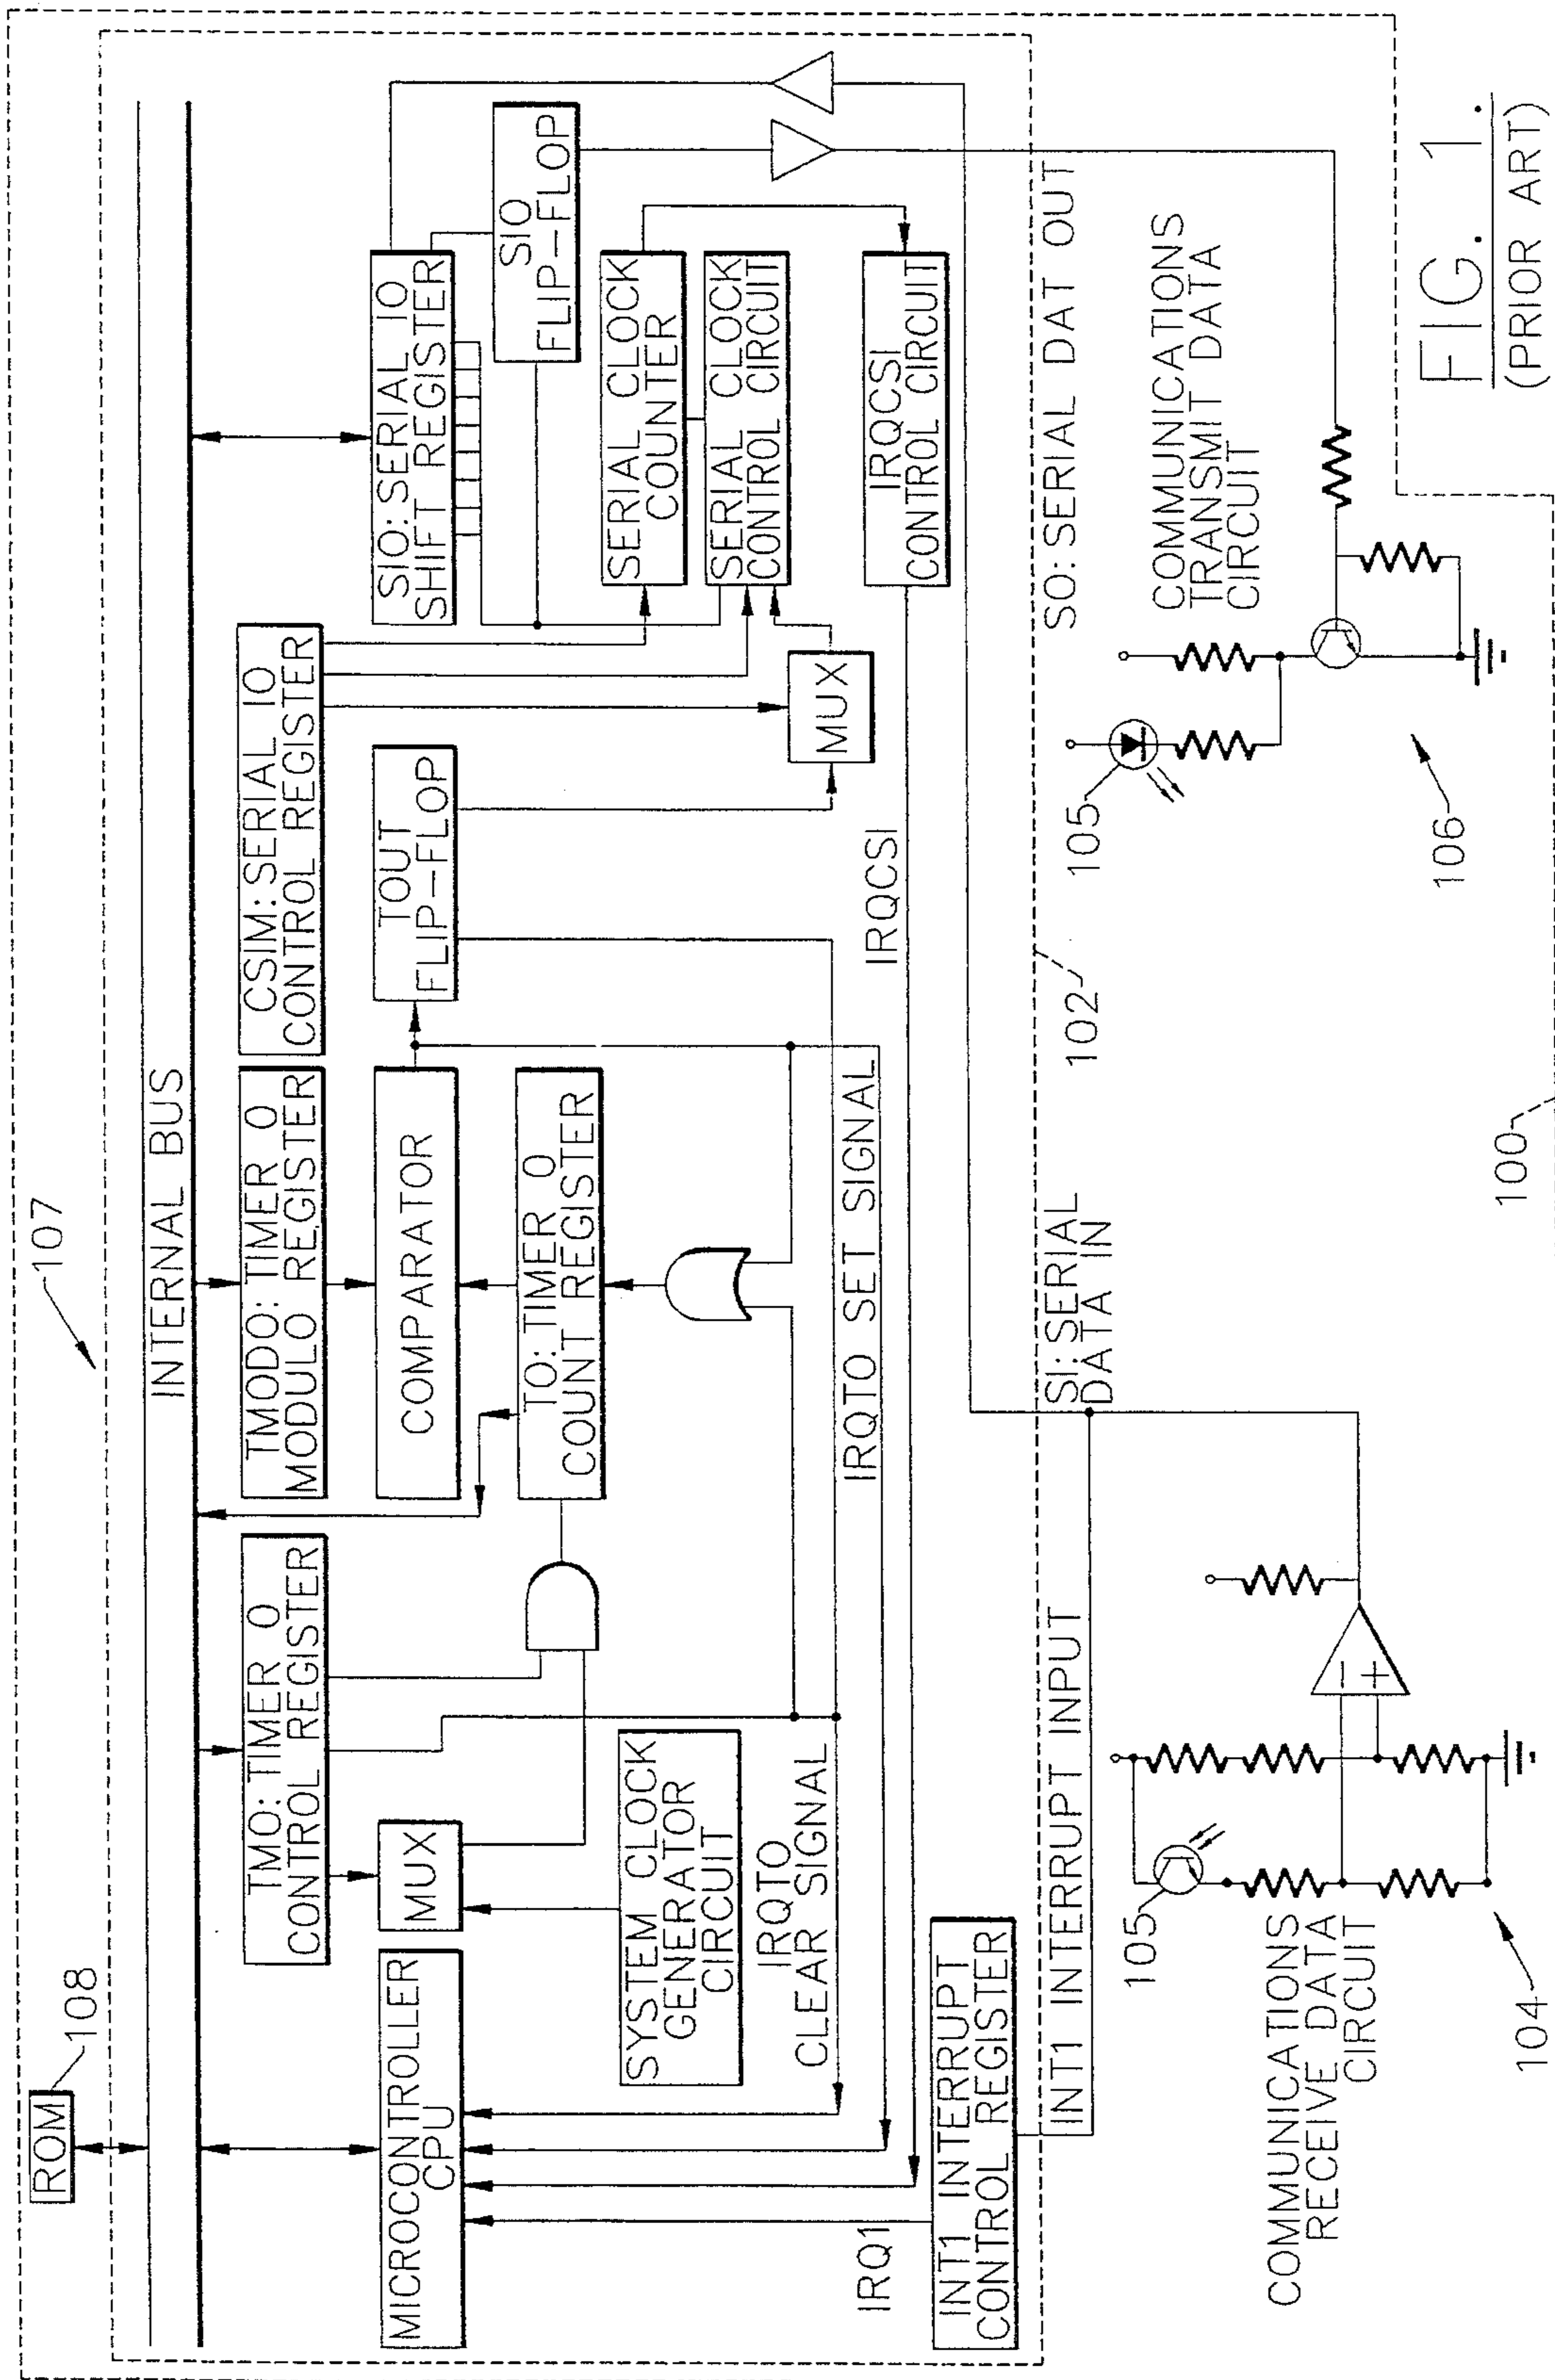 107
ROM
108
INTERNAL BUS
TMO: TIMER 0
CONTROL REGISTER
TMODO: TIMER 0
MODULO REGISTER
CSIM: SERIAL IO
CONTROL REGISTER
SIO: SERIAL IO
SHIFT REGISTER
MICROCONTROLLER
CPU
MUX
COMPARATOR
TOUT
FLIP-FLOP
SIO
FLIP-FLOP
SYSTEM CLOCK
GENERATOR
CIRCUIT
TO: TIMER 0
COUNT REGISTER
SERIAL CLOCK
COUNTER
SERIAL CLOCK
CONTROL CIRCUIT
MUX
IRQTO
CLEAR SIGNAL
IRQTO SET SIGNAL
IRQCSI
IRQCSI
CONTROL CIRCUIT
IRQ1
INT1 INTERRUPT
CONTROL REGISTER
INT1 INTERRUPT INPUT
SI: SERIAL
DATA IN
102
SO: SERIAL DAT OUT
COMMUNICATIONS
RECEIVE DATA
CIRCUIT
105
−
+
104
105
COMMUNICATIONS
TRANSMIT DATA
CIRCUIT
106
100
FIG. 1.
(PRIOR ART)